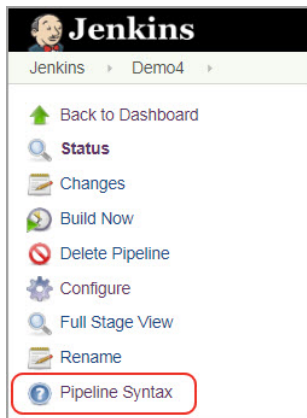 Jenkins
Jenkins Demo4
Back to Dashboard
Status
Changes
Build Now
Delete Pipeline
Configure
Full Stage View
Rename
Pipeline Syntax